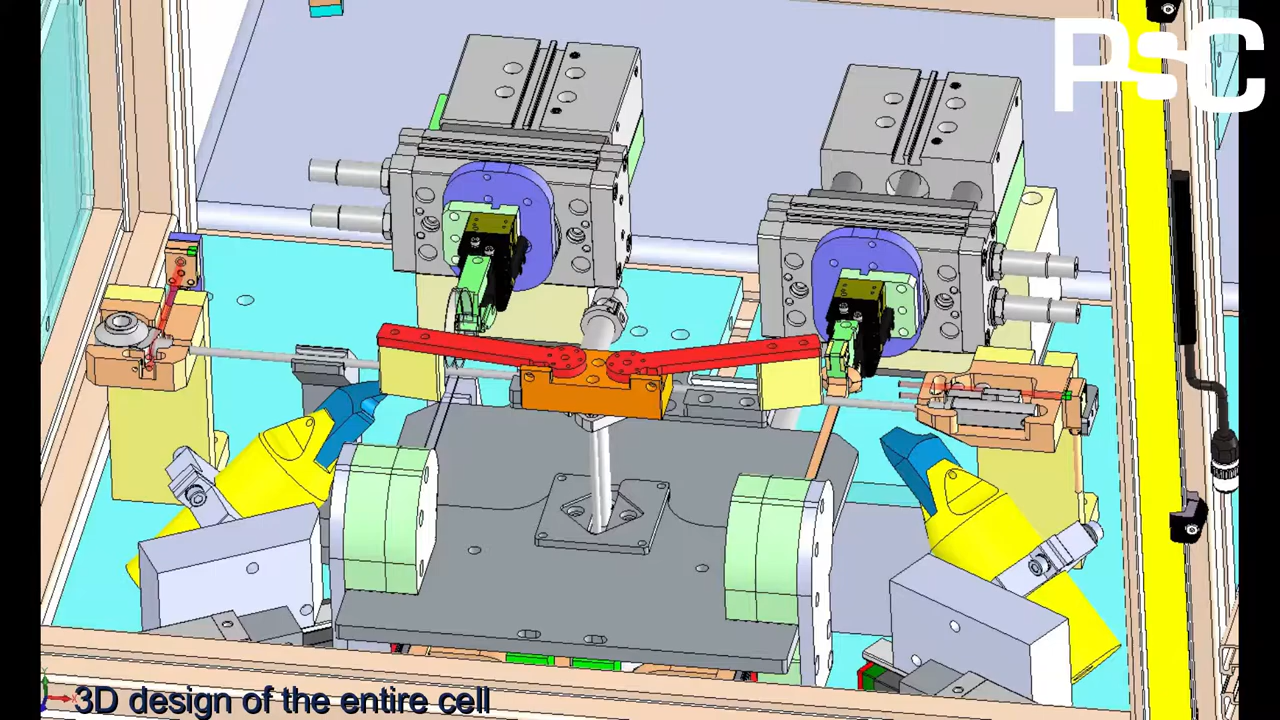 PSC
3D design of the entire cell